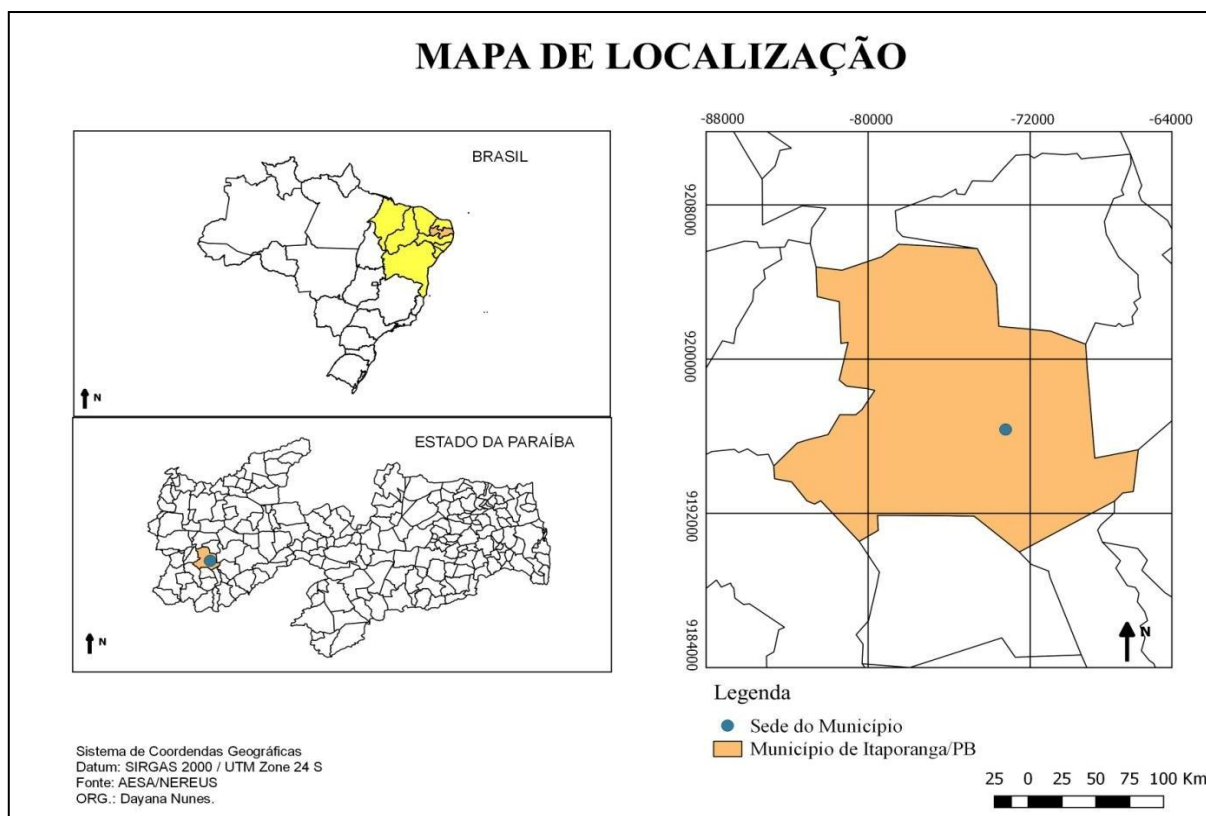 MAPA DE LOCALIZAÇÃO
BRASIL
N
ESTADO DA PARAÍBA
N
Sistema de Coordendas Geográficas
Datum: SIRGAS 2000 / UTM Zone 24 S
Fonte: AESA/NEREUS
ORG.: Dayana Nunes.
-88000 -80000 -72000 -64000
9208000
9200000
9192000
9184000
N
Legenda
Sede do Município
Município de Itaporanga/PB
25 0 25 50 75 100 Km